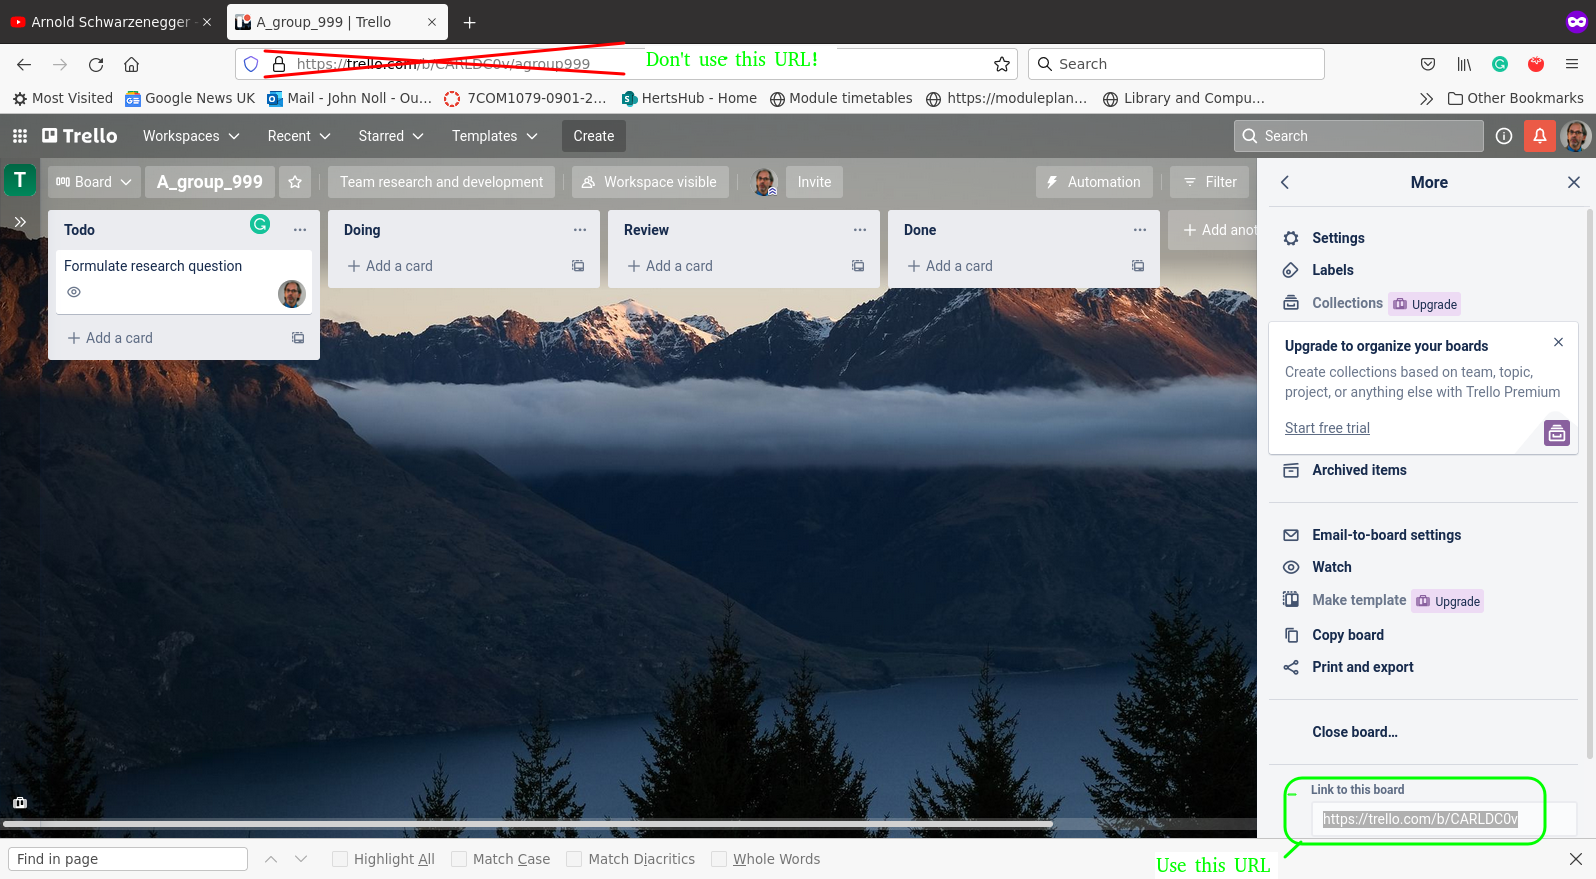 Arnold Schwarzenegger -
A_group_999 | Trello
https://trello.com/b/CARLDC0v/agroup999
Don't use this URL!
Search
Most Visited
Google News UK
Mail - John Noll - Ou…
7COM1079-0901-2…
HertsHub - Home
Module timetables
https://moduleplan…
Library and Compu…
Other Bookmarks
Trello
Workspaces
Recent
Starred
Templates
Create
Search
T
Board
A_group_999
Team research and development
Workspace visible
Invite
Automation
Filter
Todo
Formulate research question
Add a card
Doing
Add a card
Review
Add a card
Done
Add a card
Add anot
More
Settings
Labels
Collections
Upgrade
Upgrade to organize your boards
Create collections based on team, topic,
project, or anything else with Trello Premium
Start free trial
Archived items
Email-to-board settings
Watch
Make template
Upgrade
Copy board
Print and export
Close board…
Link to this board
https://trello.com/b/CARLDC0v
Use this URL
Find in page
Highlight All
Match Case
Match Diacritics
Whole Words